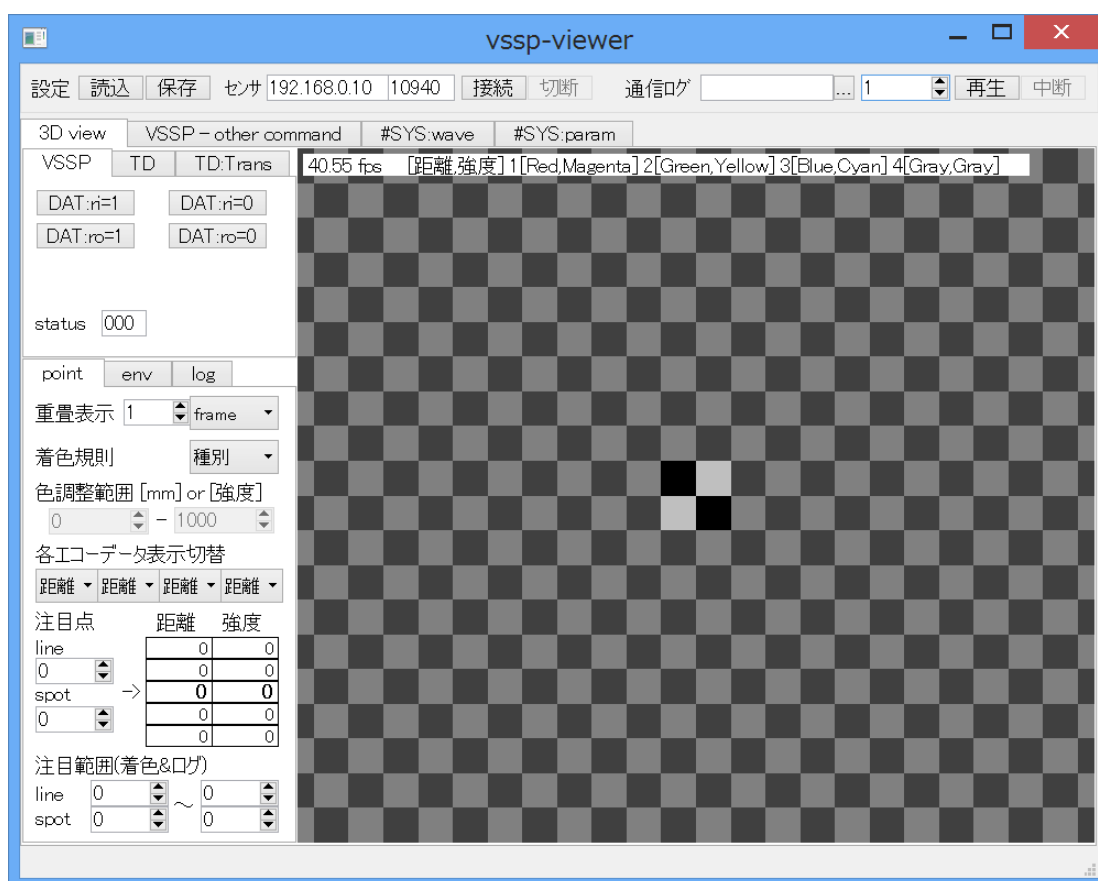 vssp-viewer
設定 読込 保存 センサ 192.168.0.10 10940 接続 切断 通信ログ ... 1 再生 中断
3D view VSSP – other command #SYS:wave #SYS:param
VSSP TD TD:Trans
40.55 fps [距離,強度] 1[Red,Magenta] 2[Green,Yellow] 3[Blue,Cyan] 4[Gray,Gray]
DAT:ri=1 DAT:ri=0
DAT:ro=1 DAT:ro=0
status 000
point env log
重畳表示 1 frame
着色規則 種別
色調整範囲 [mm] or [強度]
0 – 1000
各エコーデータ表示切替
距離 距離 距離 距離
注目点 距離 強度
line 0 0
0 0 0
spot -> 0 0
0 0 0
0 0
注目範囲(着色&ログ)
line 0 ~ 0
spot 0 0